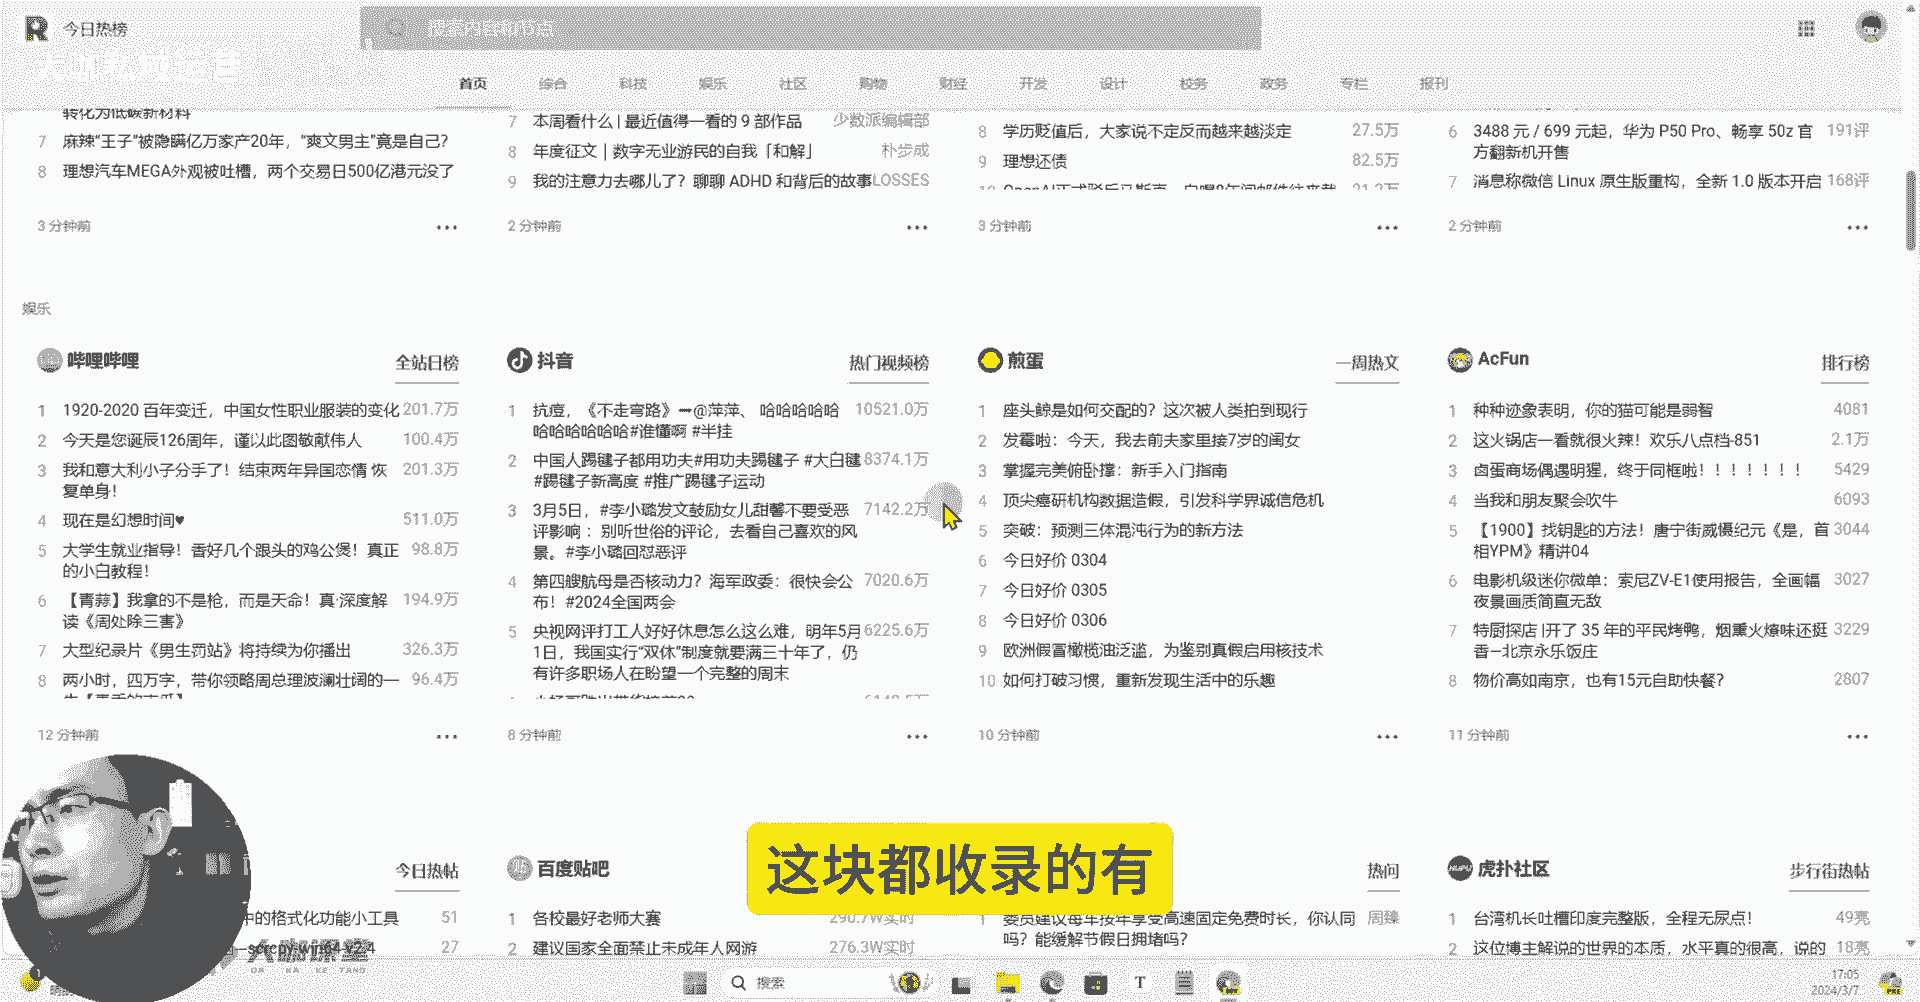 今日热榜
搜索内容和节点
首页 综合 科技 娱乐 社区 购物 财经 开发 设计 校务 政务 专栏 报刊
转化为低碳新材料
7 麻辣“王子”被隐瞒亿万家产20年，“爽文男主”竟是自己？
8 理想汽车MEGA外观被吐槽，两个交易日500亿港元没了
3 分钟前
7 本周看什么 | 最近值得一看的 9 部作品 少数派编辑部
8 年度征文 | 数字无业游民的自我「和解」 朴步成
9 我的注意力去哪儿了？聊聊 ADHD 和背后的故事 LOSSES
2 分钟前
8 学历贬值后，大家说不定反而越来越淡定 27.5万
9 理想还债 82.5万
3 分钟前
6 3488 元 / 699 元起，华为 P50 Pro、畅享 50z 官 191评
方翻新机开售
7 消息称微信 Linux 原生版重构，全新 1.0 版本开启 168评
2 分钟前
娱乐
哔哩哔哩 全站日榜
1 1920-2020 百年变迁，中国女性职业服装的变化 201.7万
2 今天是您诞辰126周年，谨以此图敬献伟人 100.4万
3 我和意大利小子分手了！结束两年异国恋情 恢 201.3万
复单身！
4 现在是幻想时间♥ 511.0万
5 大学生就业指导！香好几个跟头的鸡公煲！真正 98.8万
的小白教程！
6 【青蒜】我拿的不是枪，而是天命！真·深度解 194.9万
读《周处除三害》
7 大型纪录片《男生罚站》将持续为你播出 326.3万
8 两小时，四万字，带你领略周总理波澜壮阔的一 96.4万
12 分钟前
抖音 热门视频榜
1 抗痘，《不走弯路》一@萍萍、 哈哈哈哈哈 10521.0万
哈哈哈哈哈哈#谁懂啊 #半挂
2 中国人踢毽子都用功夫#用功夫踢毽子 #大白毽 8374.1万
#踢毽子新高度 #推广踢毽子运动
3 3月5日，#李小璐发文鼓励女儿甜馨不要受恶 7142.2万
评影响 ：别听世俗的评论，去看自己喜欢的风
景。#李小璐回怼恶评
4 第四艘航母是否核动力？海军政委：很快会公 7020.6万
布！#2024全国两会
5 央视网评打工人好好休息怎么这么难，明年5月 6225.6万
1日，我国实行“双休”制度就要满三十年了，仍
有许多职场人在盼望一个完整的周末
8 分钟前
煎蛋 一周热文
1 座头鲸是如何交配的？这次被人类拍到现行
2 发霉啦：今天，我去前夫家里接7岁的闺女
3 掌握完美俯卧撑：新手入门指南
4 顶尖癌研机构数据造假，引发科学界诚信危机
5 突破：预测三体混沌行为的新方法
6 今日好价 0304
7 今日好价 0305
8 今日好价 0306
9 欧洲假冒橄榄油泛滥，为鉴别真假启用核技术
10 如何打破习惯，重新发现生活中的乐趣
10 分钟前
AcFun 排行榜
1 种种迹象表明，你的猫可能是弱智 4081
2 这火锅店一看就很火辣！欢乐八点档-851 2.1万
3 卤蛋商场偶遇明猩，终于同框啦！！！！！！！ 5429
4 当我和朋友聚会吹牛 6093
5 【1900】找钥匙的方法！唐宁街威慑纪元《是，首 3044
相YPM》精讲04
6 电影机级迷你微单：索尼ZV-E1使用报告，全画幅 3027
夜景画质简直无敌
7 特厨探店 |开了 35 年的平民烤鸭，烟熏火燎味还挺 3229
香—北京永乐饭庄
8 物价高如南京，也有15元自助快餐？ 2807
11 分钟前
今日热帖
中的格式化功能小工具 51
scrcpy-win64-v2.4 27
大咖课堂
DA KA KE TANG
百度贴吧
1 各校最好老师大赛 290.7W实时
2 建议国家全面禁止未成年人网游 276.3W实时
这块都收录的有
热问
1 委员建议每年按年享受高速固定免费时长，你认同 周臻
吗？能缓解节假日拥堵吗？
虎扑社区 步行街热帖
1 台湾机长吐槽印度完整版，全程无尿点！ 49亮
2 这位博主解说的世界的本质，水平真的很高，说的 18亮
搜索
17:05
2024/3/7